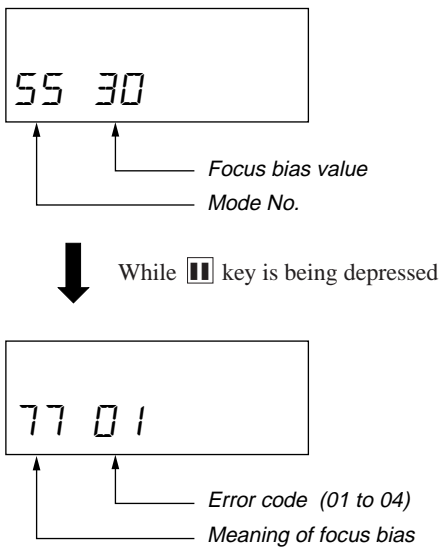 55 30
Focus bias value
Mode No.
While key is being depressed
77 01
Error code (01 to 04)
Meaning of focus bias